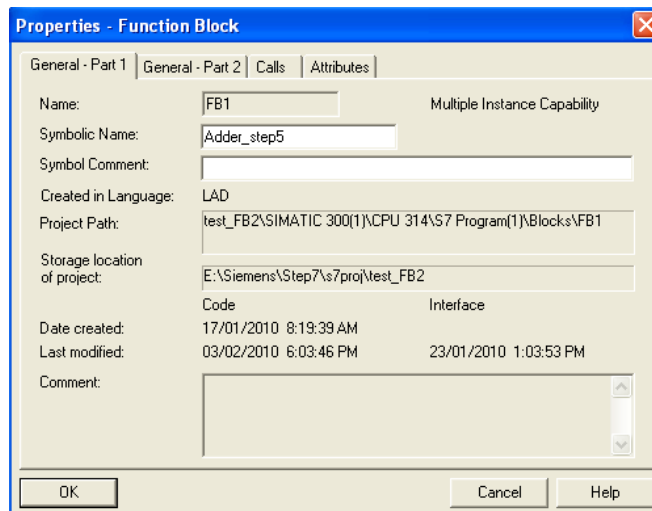 Properties - Function Block
General - Part 1 General - Part 2 Calls Attributes
Name: FB1 Multiple Instance Capability
Symbolic Name: Adder_step5
Symbol Comment:
Created in Language: LAD
Project Path: test_FB2\SIMATIC 300(1)\CPU 314\S7 Program(1)\Blocks\FB1
Storage location
of project: E:\Siemens\Step7\s7proj\test_FB2
Code Interface
Date created: 17/01/2010 8:19:39 AM
Last modified: 03/02/2010 6:03:46 PM 23/01/2010 1:03:53 PM
Comment:
OK Cancel Help